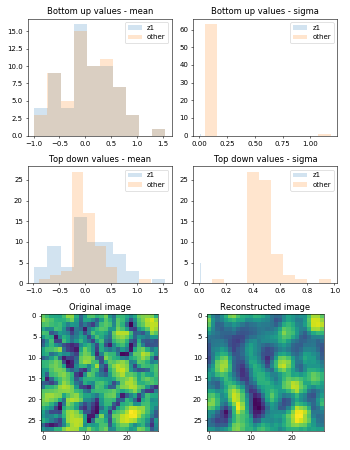 Bottom up values - mean
Bottom up values - sigma
17.5
15.0
12.5
10.0
7.5
5.0
2.5
0.0
z1
other
−1.0 −0.5 0.0 0.5 1.0 1.5
60
50
40
30
20
10
0
z1
other
0.00 0.25 0.50 0.75 1.00
Top down values - mean
Top down values - sigma
25
20
15
10
5
0
z1
other
−1.0 −0.5 0.0 0.5 1.0 1.5
25
20
15
10
5
0
z1
other
0.0 0.2 0.4 0.6 0.8 1.0
Original image
Reconstructed image
0
5
10
15
20
25
0 10 20
0
5
10
15
20
25
0 10 20